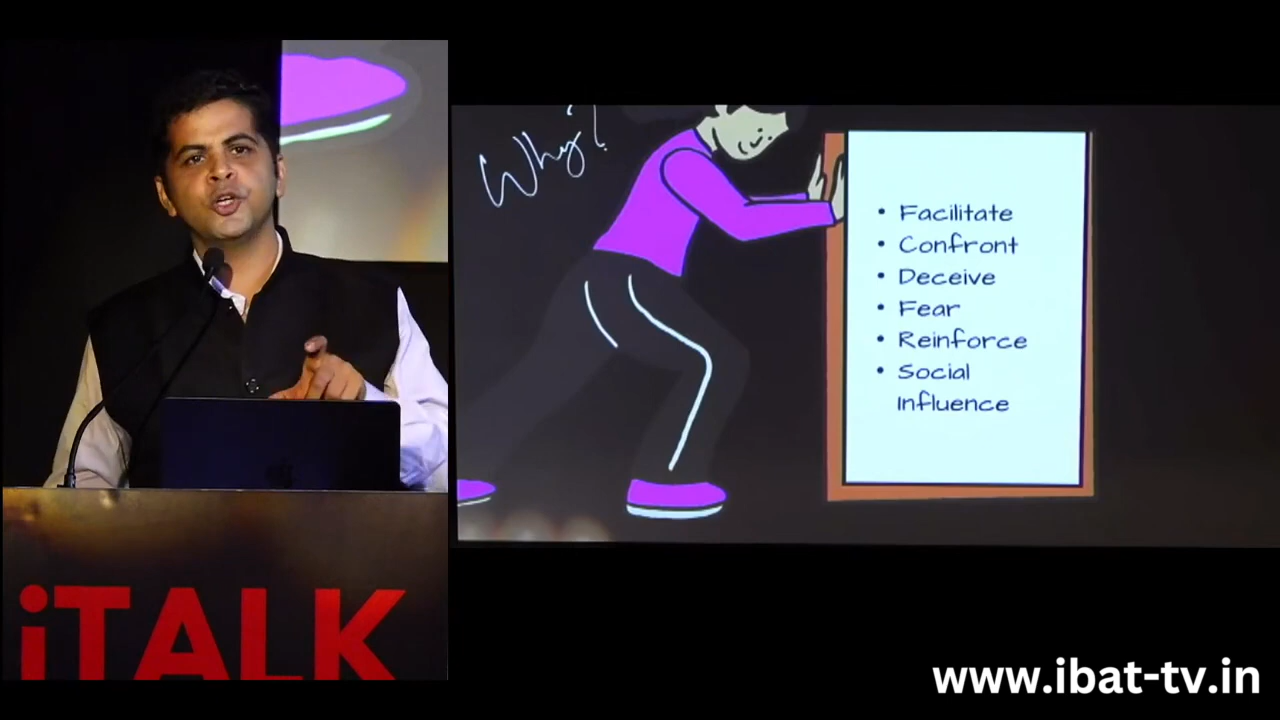 Why?
• Facilitate
• Confront
• Deceive
• Fear
• Reinforce
• Social
Influence
iTALK
www.ibat-tv.in